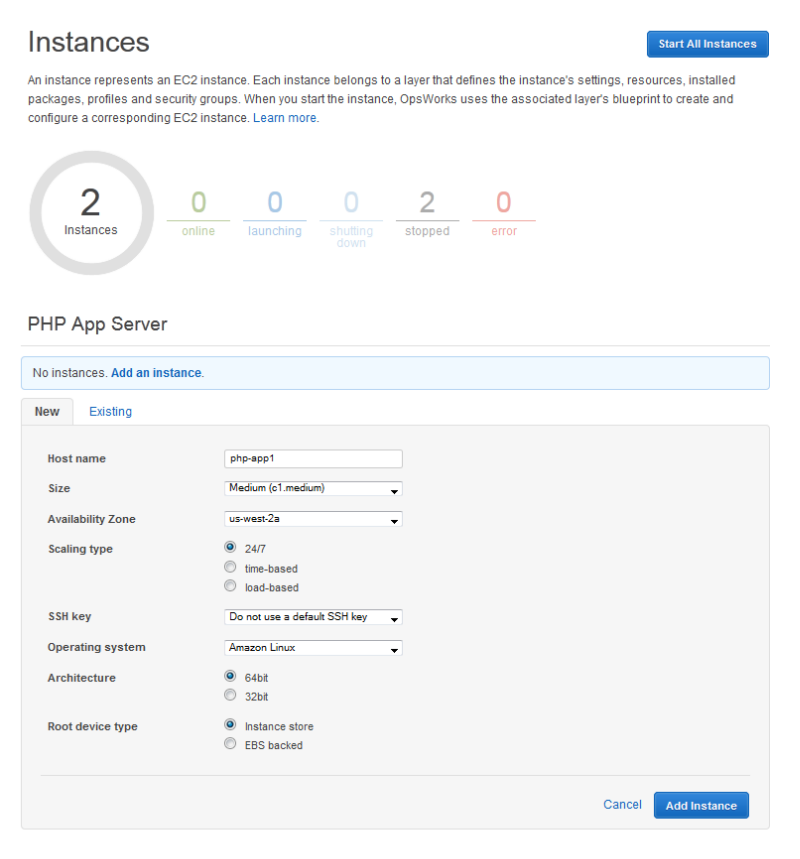 Instances
Start All Instances
An instance represents an EC2 instance. Each instance belongs to a layer that defines the instance's settings, resources, installed
packages, profiles and security groups. When you start the instance, OpsWorks uses the associated layer's blueprint to create and
configure a corresponding EC2 instance. Learn more.
2
Instances
0
online
0
launching
0
shutting
down
2
stopped
0
error
PHP App Server
No instances. Add an instance.
New Existing
Host name php-app1
Size Medium (c1.medium)
Availability Zone us-west-2a
Scaling type 24/7
time-based
load-based
SSH key Do not use a default SSH key
Operating system Amazon Linux
Architecture 64bit
32bit
Root device type Instance store
EBS backed
Cancel Add Instance